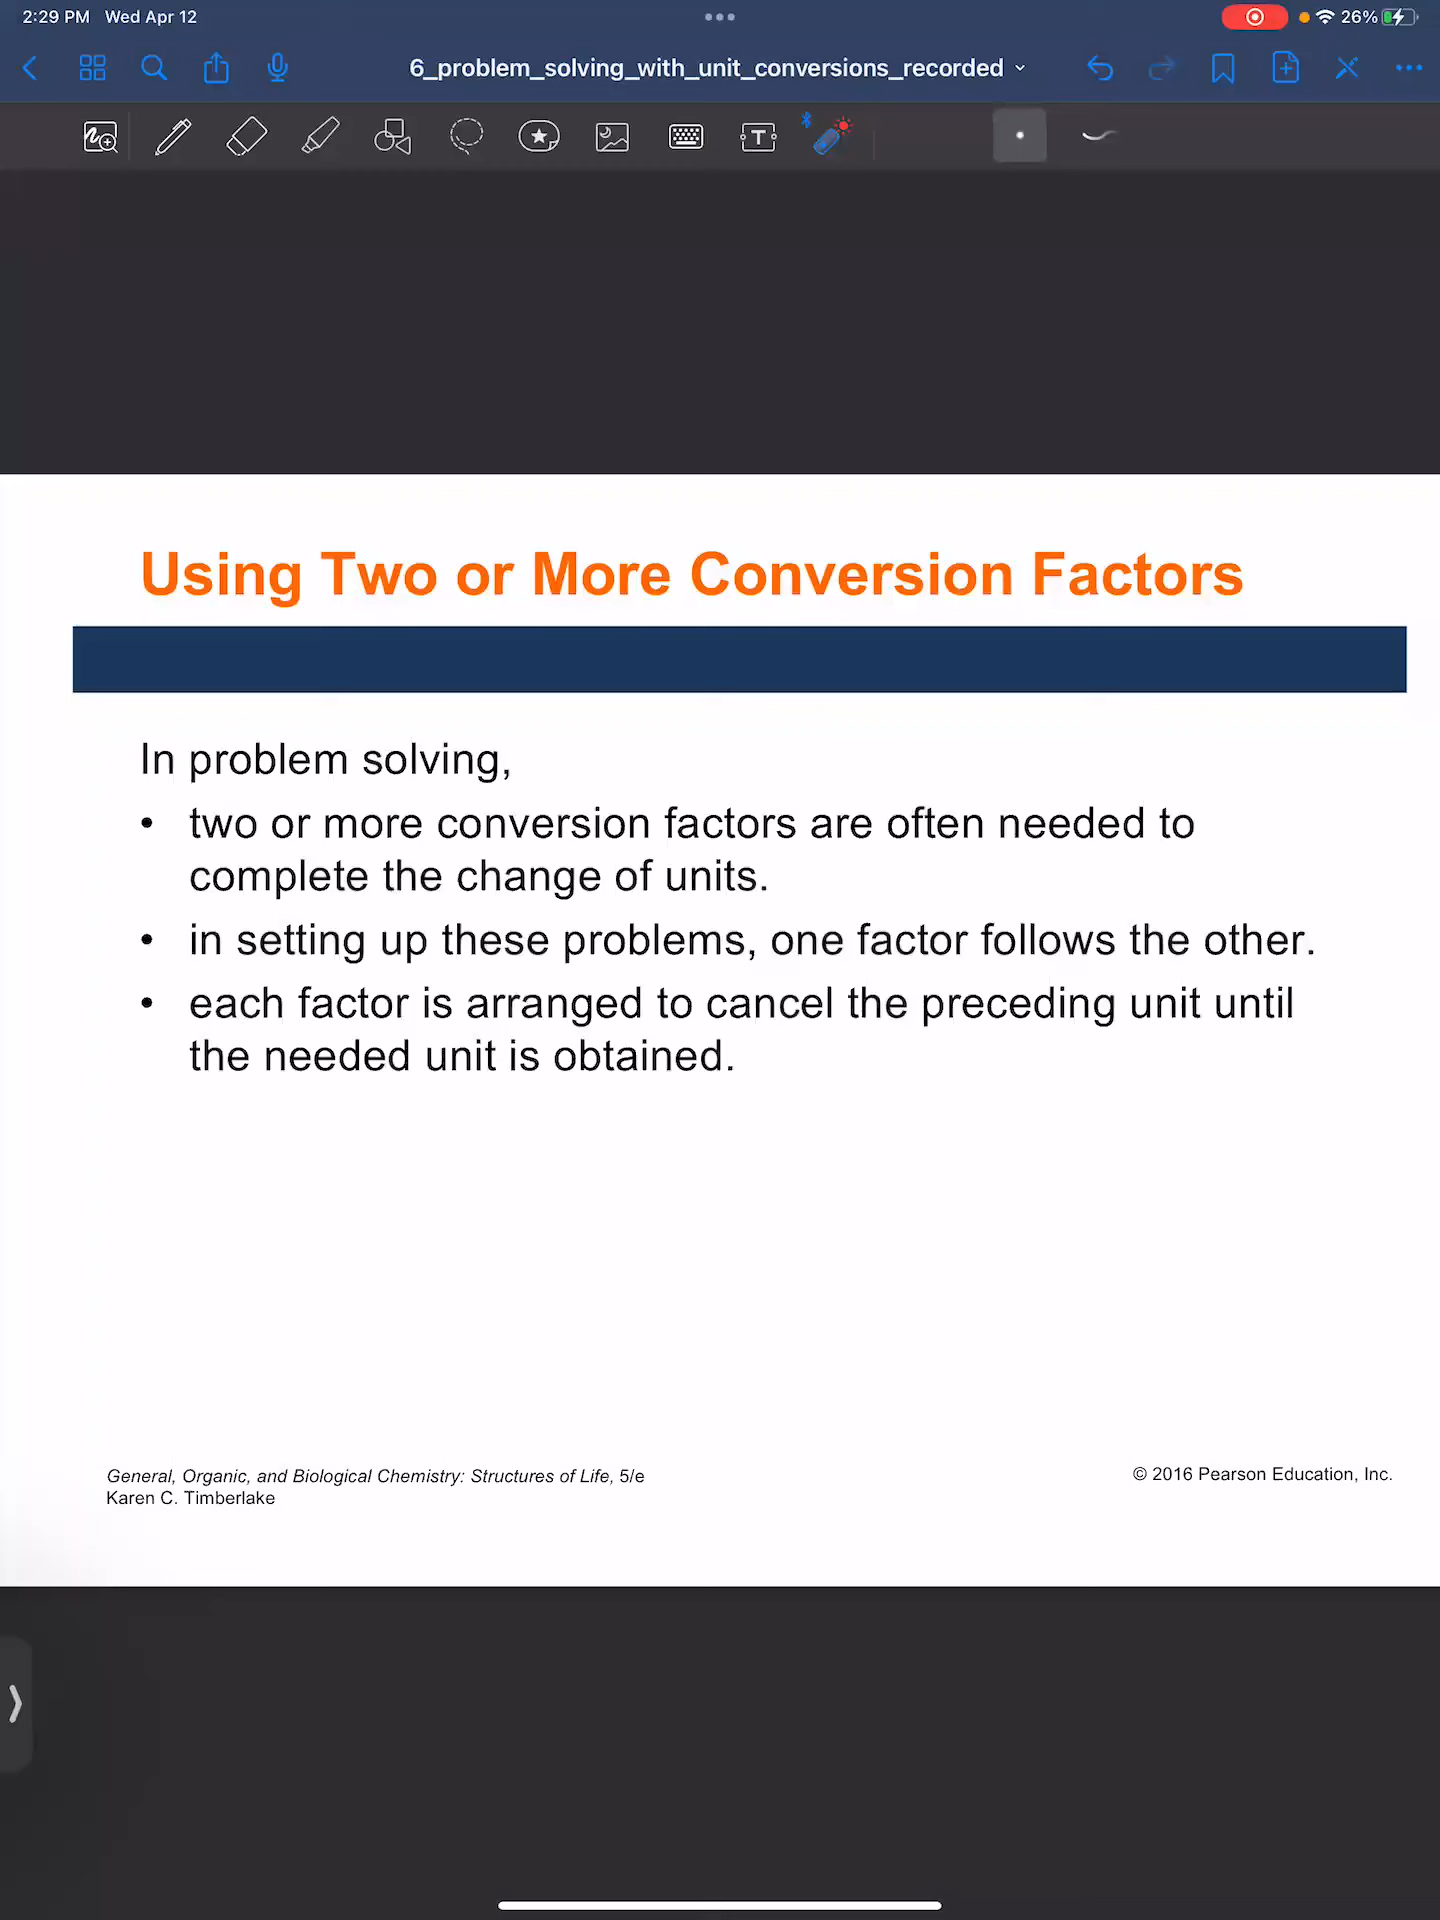 2:29 PM Wed Apr 12
26%
6_problem_solving_with_unit_conversions_recorded
T
Using Two or More Conversion Factors
In problem solving,
• two or more conversion factors are often needed to
complete the change of units.
• in setting up these problems, one factor follows the other.
• each factor is arranged to cancel the preceding unit until
the needed unit is obtained.
General, Organic, and Biological Chemistry: Structures of Life, 5/e
Karen C. Timberlake
© 2016 Pearson Education, Inc.